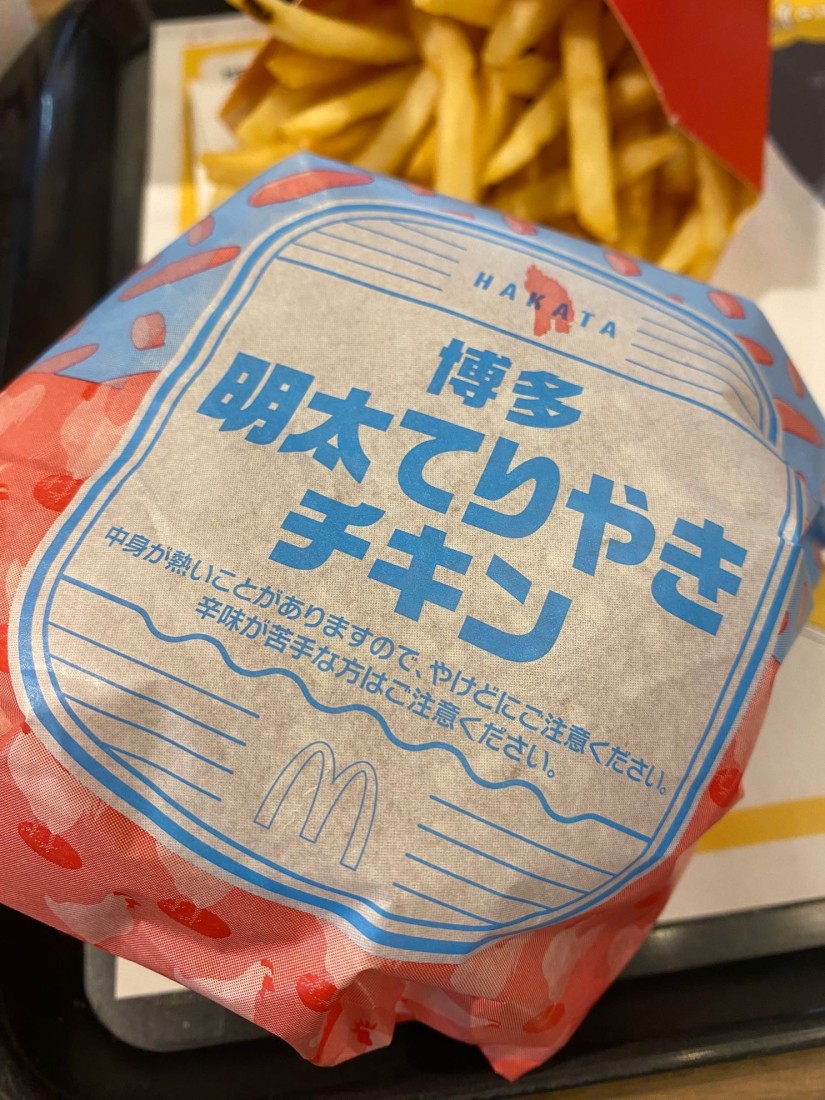 HAKATA
博多
明太てりやき
チキン
中身が熱いことがありますので、やけどにご注意ください。
辛味が苦手な方はご注意ください。